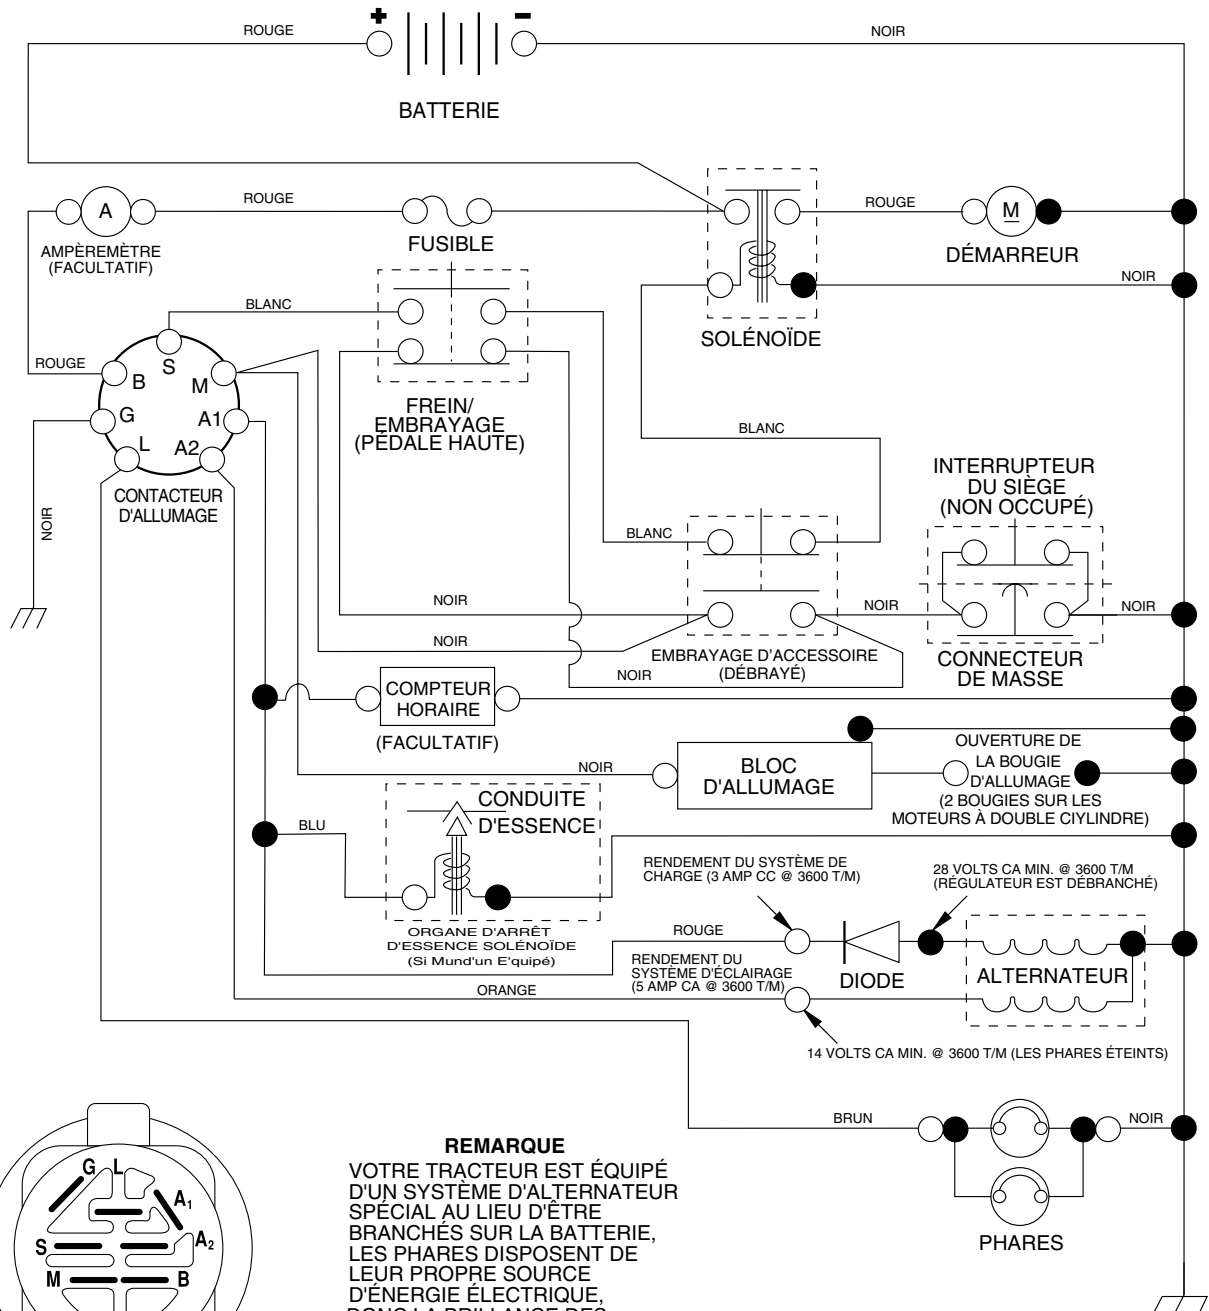 +
-
ROUGE
NOIR
BATTERIE
ROUGE
ROUGE
A
M
AMPÈREMÈTRE
(FACULTATIF)
FUSIBLE
DÉMARREUR
NOIR
BLANC
SOLÉNOÏDE
ROUGE
S
B
M
G
A1
L
A2
FREIN/
EMBRAYAGE
(PÉDALE HAUTE)
BLANC
CONTACTEUR
D'ALLUMAGE
INTERRUPTEUR
DU SIÈGE
(NON OCCUPÉ)
NOIR
BLANC
NOIR
NOIR
NOIR
NOIR
EMBRAYAGE D'ACCESSOIRE
(DÉBRAYÉ)
NOIR
CONNECTEUR
DE MASSE
COMPTEUR
HORAIRE
(FACULTATIF)
OUVERTURE DE
LA BOUGIE
D'ALLUMAGE
(2 BOUGIES SUR LES
MOTEURS À DOUBLE CIYLINDRE)
NOIR
BLOC
D'ALLUMAGE
CONDUITE
D'ESSENCE
BLU
RENDEMENT DU SYSTÈME DE
CHARGE (3 AMP CC @ 3600 T/M)
28 VOLTS CA MIN. @ 3600 T/M
(RÉGULATEUR EST DÉBRANCHÉ)
ORGANE D'ARRÊT
D'ESSENCE SOLÉNOÏDE
(Si Mund'un E'quipé)
ROUGE
RENDEMENT DU
SYSTÈME D'ÉCLAIRAGE
(5 AMP CA @ 3600 T/M)
DIODE
ALTERNATEUR
ORANGE
14 VOLTS CA MIN. @ 3600 T/M (LES PHARES ÉTEINTS)
BRUN
NOIR
PHARES
G
L
A1
A2
S
M
B
REMARQUE
VOTRE TRACTEUR EST ÉQUIPÉ
D'UN SYSTÈME D'ALTERNATEUR
SPÉCIAL AU LIEU D'ÊTRE
BRANCHÉS SUR LA BATTERIE,
LES PHARES DISPOSENT DE
LEUR PROPRE SOURCE
D'ÉNERGIE ÉLECTRIQUE,
DONC LA BRILLANCE DES